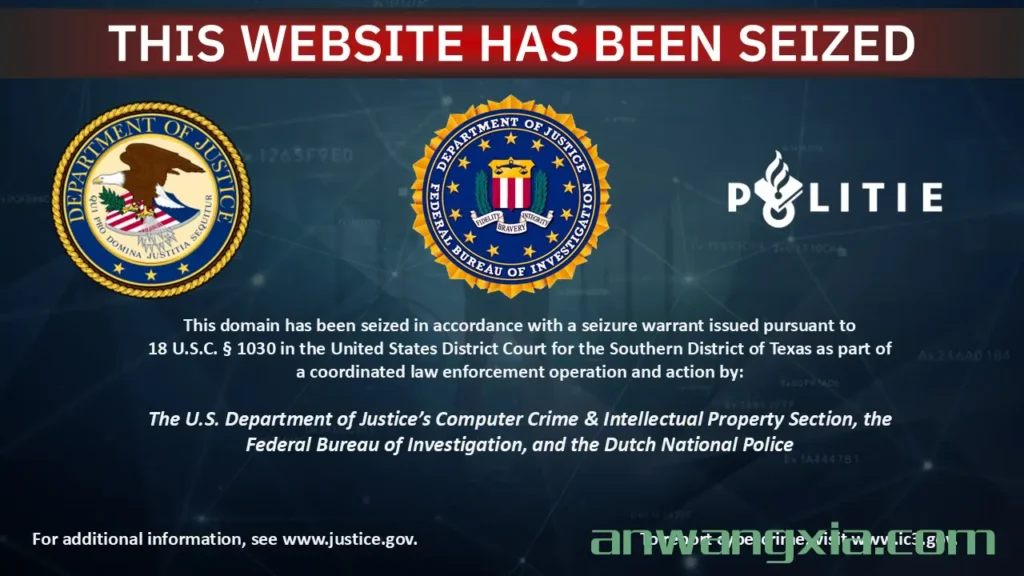 THIS WEBSITE HAS BEEN SEIZED
DEPARTMENT OF JUSTICE
QUI PRO DOMINA JUSTITIA SEQUITUR
DEPARTMENT OF JUSTICE
FEDERAL BUREAU OF INVESTIGATION
FIDELITY BRAVERY INTEGRITY
POLITIE
This domain has been seized in accordance with a seizure warrant issued pursuant to
18 U.S.C. § 1030 in the United States District Court for the Southern District of Texas as part of
a coordinated law enforcement operation and action by:
The U.S. Department of Justice’s Computer Crime & Intellectual Property Section, the
Federal Bureau of Investigation, and the Dutch National Police
For additional information, see www.justice.gov.
To report cybercrime, visit www.ic3.gov.
anwangxia.com